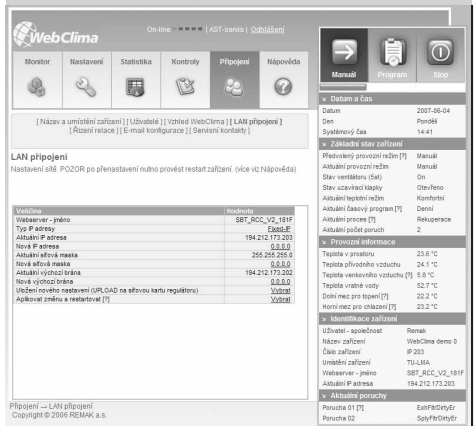 WebClima
On-line | AST-servis | Odhlášení
Monitor Nastavení Statistika Kontroly Připojení Nápověda
[ Název a umístění zařízení ] [ Uživatelé ] [ Vzhled WebClima ] [ LAN připojení ]
[ Řízení relace ] [ E-mail konfigurace ] [ Servisní kontakty ]
LAN připojení
Nastavení sítě. POZOR po přenastavení nutno provést restart zařízení. (více viz Nápověda)
Veličina Hodnota
Webserver - jméno SBT_RCC_V2_181F
Typ IP adresy Fixed-IP
Aktuální IP adresa 194.212.173.203
Nová IP adresa 0.0.0.0
Aktuální síťová maska 255.255.255.0
Nová síťová maska 0.0.0.0
Aktuální výchozí brána 194.212.173.202
Nová výchozí brána 0.0.0.0
Uložení nového nastavení (UPLOAD na síťovou kartu regulátoru) Vybrat
Aplikovat změnu a restartovat [?] Vybrat
Připojení → LAN připojení
Copyright © 2006 REMAK a.s.
Manuál Program Stop
Datum a čas
Datum 2007-06-04
Den Pondělí
Systémový čas 14:41
Základní stav zařízení
Předvolený provozní režim [?] Manuál
Aktuální provozní režim Manuál
Stav ventilátoru (5st) On
Stav uzavírací klapky Otevřeno
Aktuální teplotní režim Komfortní
Aktuální časový program [?] Denní
Aktuální proces [?] Rekuperace
Aktuální počet poruch 2
Provozní informace
Teplota v prostoru 23.6 °C
Teplota přívodního vzduchu 24.1 °C
Teplota venkovního vzduchu [?] 5.8 °C
Teplota vratné vody 52.7 °C
Dolní mez pro topení [?] 22.2 °C
Horní mez pro chlazení [?] 23.2 °C
Identifikace zařízení
Uživatel - společnost Remak
Název zařízení WebClima demo 0
Číslo zařízení IP 203
Umístění zařízení TU-LMA
Webserver - jméno SBT_RCC_V2_181F
Aktuální IP adresa 194.212.173.203
Aktuální poruchy
Porucha 01 [?] ExhFltrDirtyEr
Porucha 02 SplyFltrDirtyEr